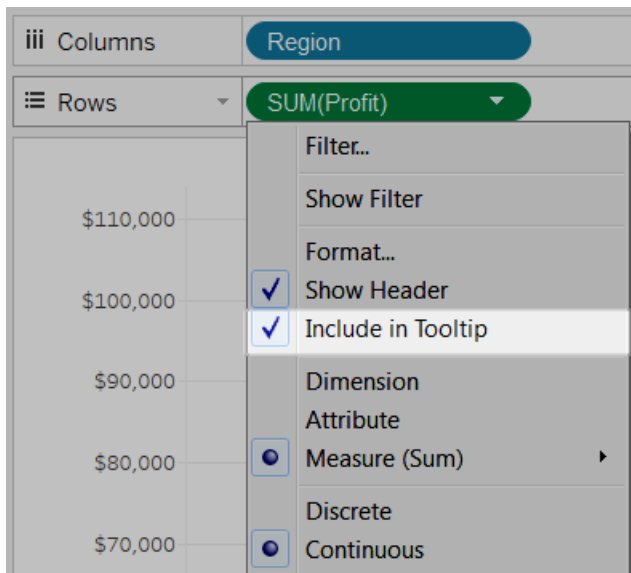 Columns
Region
Rows
SUM(Profit)
Filter...
Show Filter
$110,000
Format...
$100,000
Show Header
Include in Tooltip
$90,000
Dimension
Attribute
$80,000
Measure (Sum)
Discrete
$70,000
Continuous